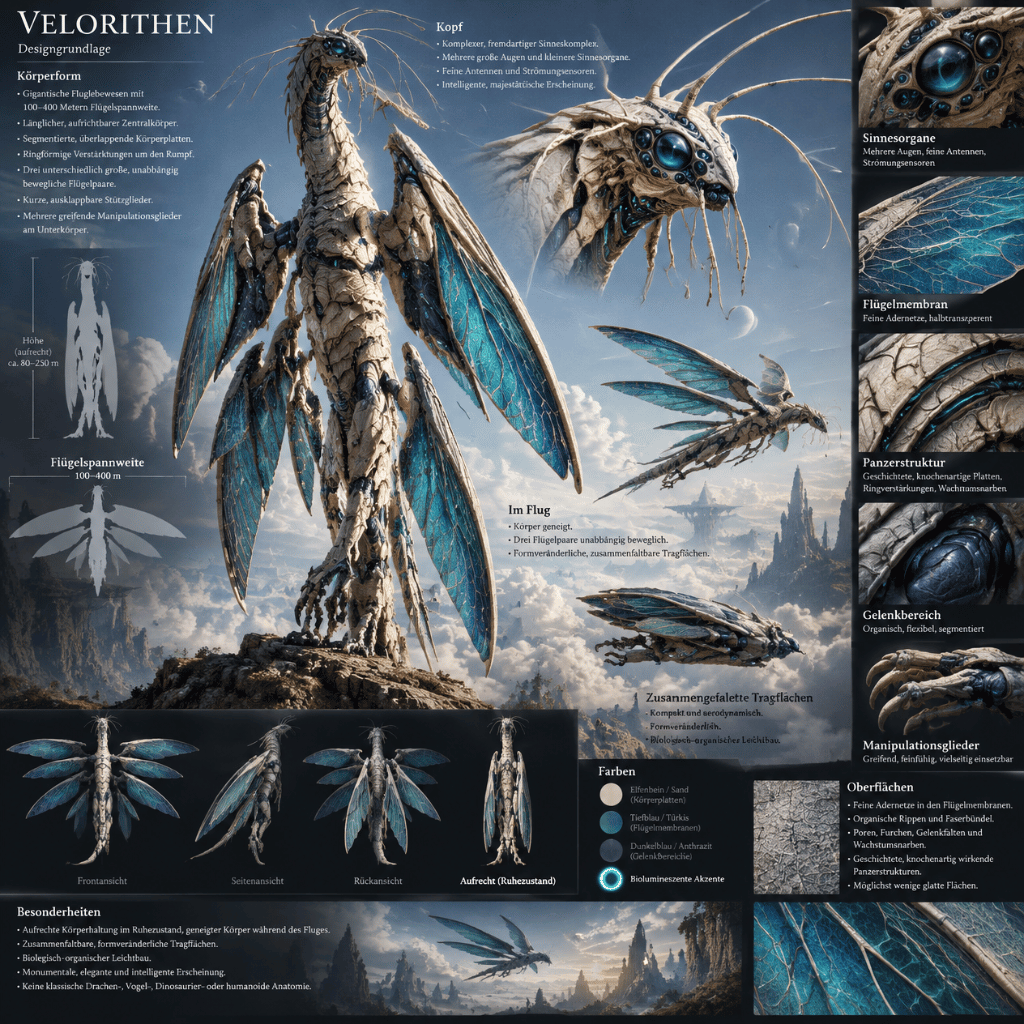 VELORITHEN
Designgrundlage
Körperform
• Gigantische Fluglebewesen mit
100–400 Metern Flügelspannweite.
• Länglicher, aufrichtbarer Zentralkörper.
• Segmentierte, überlappende Körperplatten.
• Ringförmige Verstärkungen um den Rumpf.
• Drei unterschiedlich große, unabhängig
bewegliche Flügelpaare.
• Kurze, ausklappbare Stützglieder.
• Mehrere greifende Manipulationsglieder
am Unterkörper.
Höhe
(aufrecht)
ca. 80–250 m
Flügelspannweite
100–400 m
Kopf
• Komplexer, fremdartiger Sinneskomplex.
• Mehrere große Augen und kleinere Sinnesorgane.
• Feine Antennen und Strömungsensoren.
• Intelligente, majestätische Erscheinung.
Im Flug
• Körper geneigt.
• Drei Flügelpaare unabhängig beweglich.
• Formveränderliche, zusammenfaltbare Tragflächen.
Zusammengefaltete Tragflächen
• Kompakt und aerodynamisch.
• Formveränderlich.
• Biologisch-organischer Leichtbau.
Sinnesorgane
Mehrere Augen, feine Antennen,
Strömungsensoren
Flügelmembran
Feine Adernetze, halbtransparent
Panzerstruktur
Geschichtete, knochenartige Platten,
Ringverstärkungen,
Gelenkbereich
Organisch, flexibel, segmentiert
Manipulationsglieder
Greifend, feinfühig, vielseitig einsetzbar
Frontansicht
Seitenansicht
Rückansicht
Aufrecht (Ruhezustand)
Farben
Elfenbein / Sand
(Körperplatten)
Tiefblau / Türkis
(Flügelmembranen)
Dunkelblau / Anthrazit
(Gelenkbereiche)
Biolumineszente Akzente
Oberflächen
• Feine Adernetze in den Flügelmembranen.
• Organische Rippen und Faserbündel.
• Poren, Furchen, Gelenkfalten und
Wachstumsnarben.
• Geschichtete, knochenartig wirkende
Panzerstrukturen.
• Möglichst wenige glatte Flächen.
Besonderheiten
• Aufrechte Körperhaltung im Ruhezustand, geneigter Körper während des Fluges.
• Zusammenfaltbare, formveränderliche Tragflächen.
• Biologisch-organischer Leichtbau.
• Monumentale, elegante und intelligente Erscheinung.
• Keine klassische Drachen-, Vogel-, Dinosaurier- oder humanoide Anatomie.